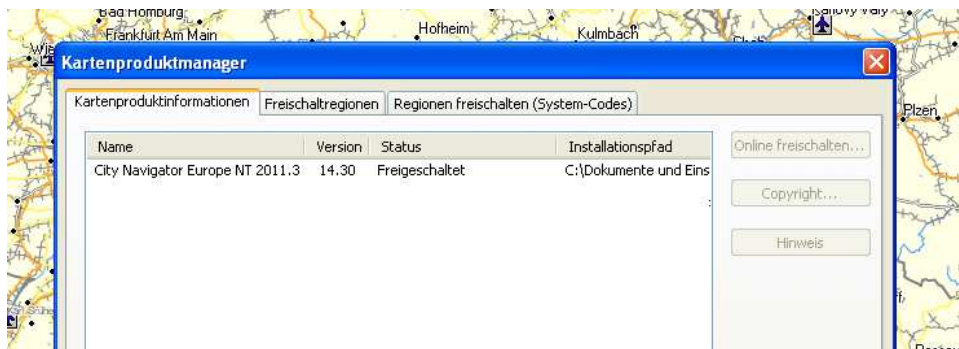 Bad Homburg
Frankfurt Am Main
Hofheim
Kulmbach
Kartenproduktmanager
Kartenproduktinformationen Freischaltregionen Regionen freischalten (System-Codes)
Plzen
Name Version Status Installationspfad
Online freischalten...
City Navigator Europe NT 2011.3 14.30 Freigeschaltet C:\Dokumente und Eins
Copyright...
Hinweis